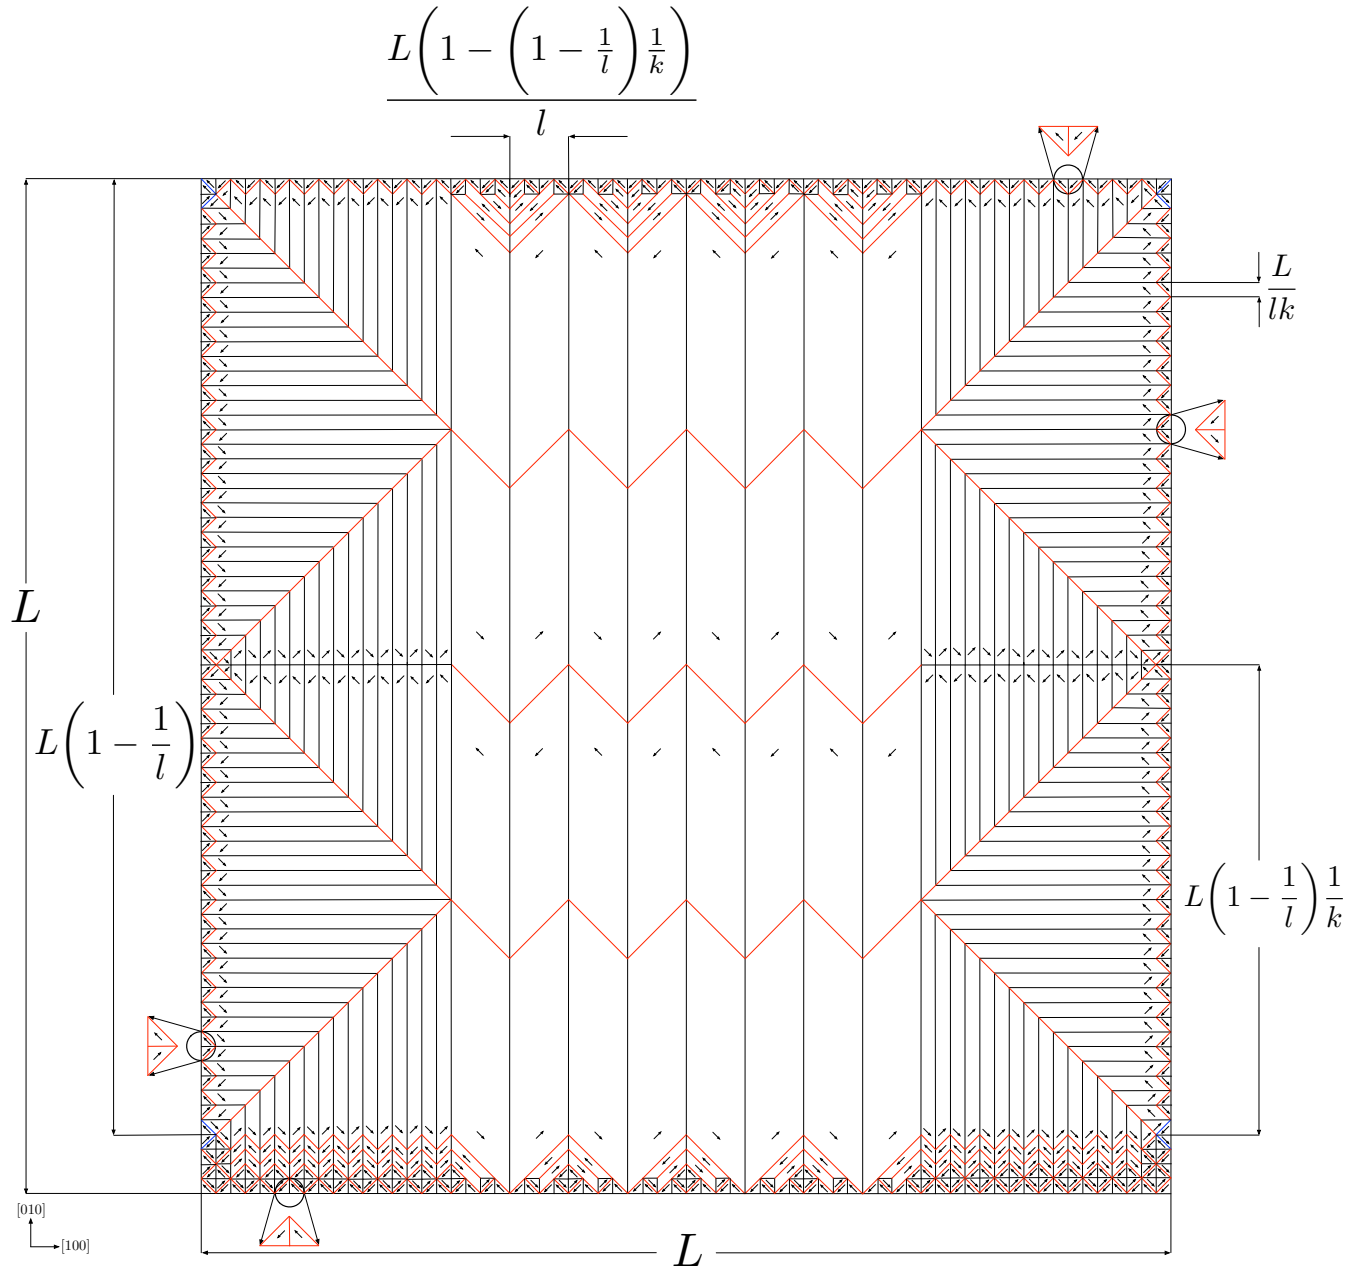 L(1 − (1 − 1/l) 1/k)
l
L
lk
L
L(1 − 1/l)
L(1 − 1/l) 1/k
[010]
[100]
L